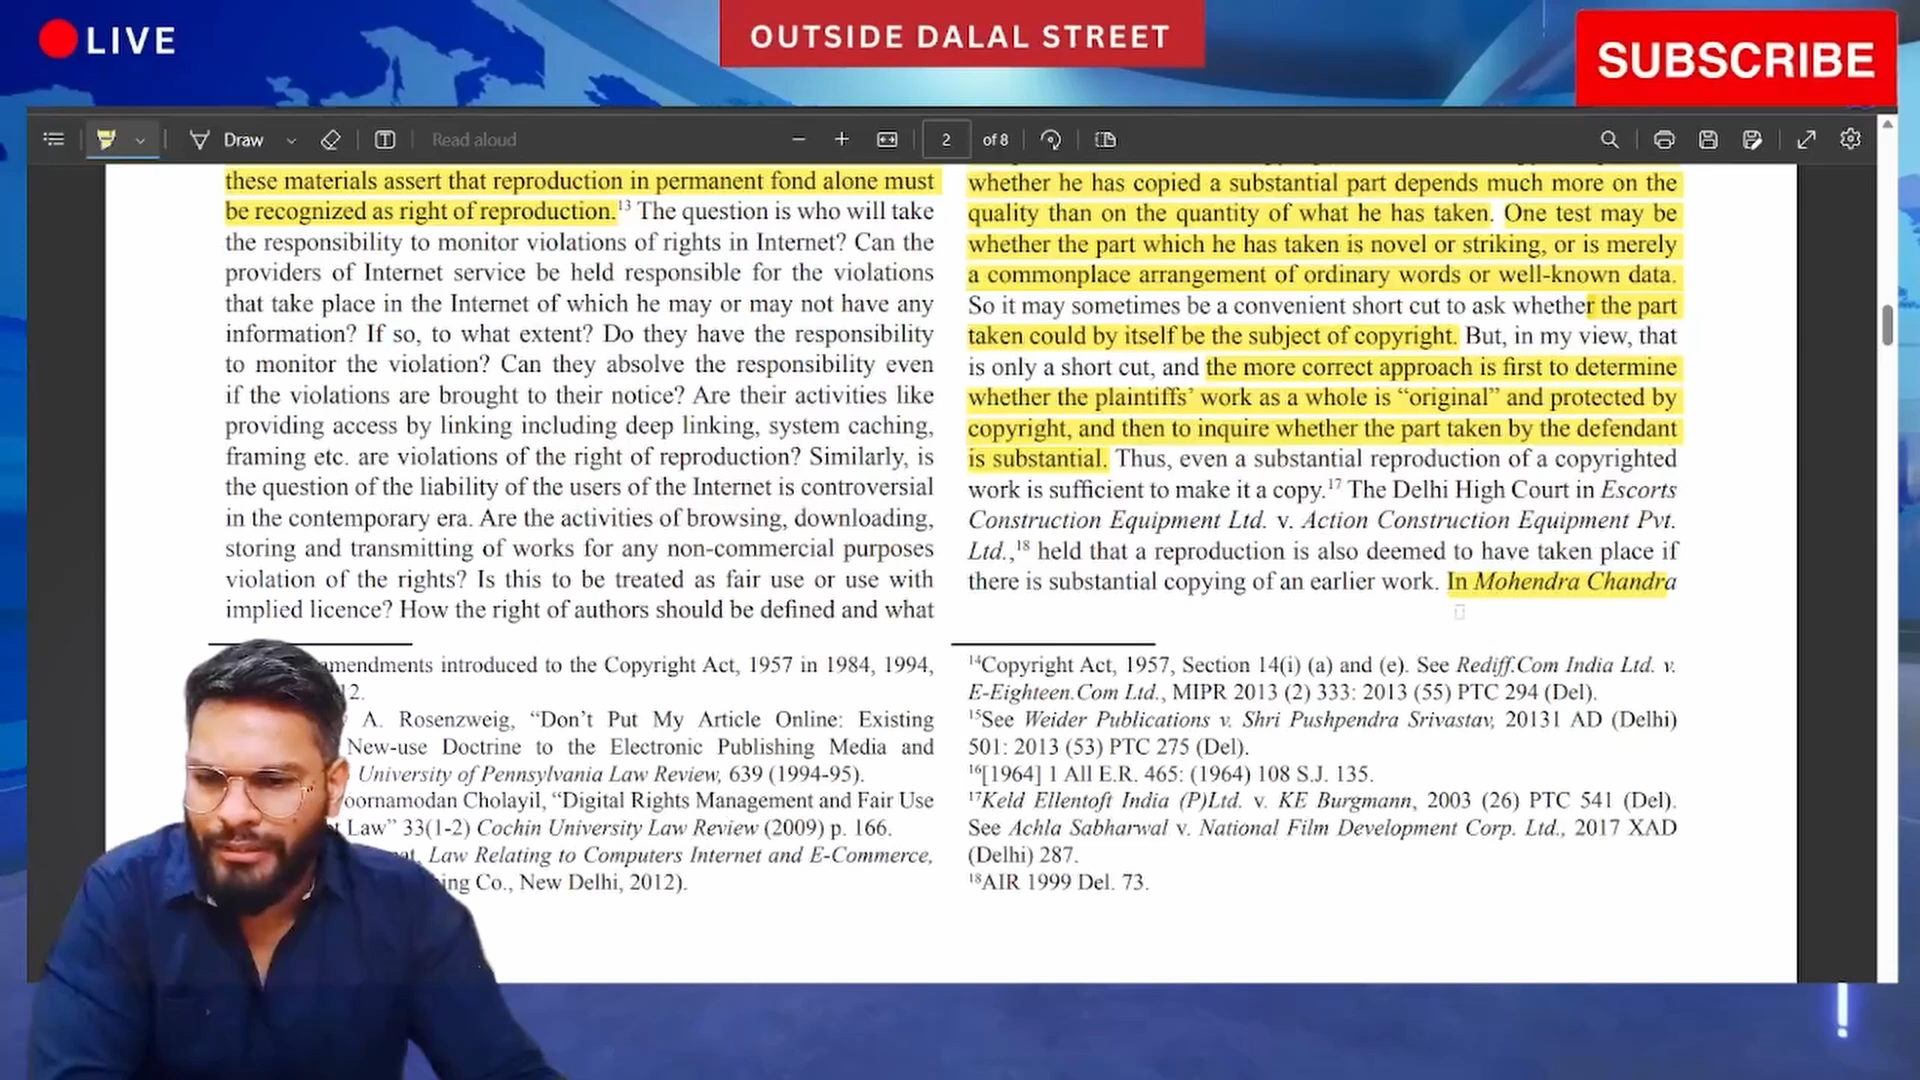 LIVE
OUTSIDE DALAL STREET
SUBSCRIBE
Draw
Read aloud
2 of 8
these materials assert that reproduction in permanent fond alone must
be recognized as right of reproduction.13 The question is who will take
the responsibility to monitor violations of rights in Internet? Can the
providers of Internet service be held responsible for the violations
that take place in the Internet of which he may or may not have any
information? If so, to what extent? Do they have the responsibility
to monitor the violation? Can they absolve the responsibility even
if the violations are brought to their notice? Are their activities like
providing access by linking including deep linking, system caching,
framing etc. are violations of the right of reproduction? Similarly, is
the question of the liability of the users of the Internet is controversial
in the contemporary era. Are the activities of browsing, downloading,
storing and transmitting of works for any non-commercial purposes
violation of the rights? Is this to be treated as fair use or use with
implied licence? How the right of authors should be defined and what
mendments introduced to the Copyright Act, 1957 in 1984, 1994,
12.
A. Rosenzweig, “Don’t Put My Article Online: Existing
New-use Doctrine to the Electronic Publishing Media and
University of Pennsylvania Law Review, 639 (1994-95).
oornamodan Cholayil, “Digital Rights Management and Fair Use
t Law” 33(1-2) Cochin University Law Review (2009) p. 166.
at, Law Relating to Computers Internet and E-Commerce,
ing Co., New Delhi, 2012).
whether he has copied a substantial part depends much more on the
quality than on the quantity of what he has taken. One test may be
whether the part which he has taken is novel or striking, or is merely
a commonplace arrangement of ordinary words or well-known data.
So it may sometimes be a convenient short cut to ask whether the part
taken could by itself be the subject of copyright. But, in my view, that
is only a short cut, and the more correct approach is first to determine
whether the plaintiffs’ work as a whole is “original” and protected by
copyright, and then to inquire whether the part taken by the defendant
is substantial. Thus, even a substantial reproduction of a copyrighted
work is sufficient to make it a copy.17 The Delhi High Court in Escorts
Construction Equipment Ltd. v. Action Construction Equipment Pvt.
Ltd.,18 held that a reproduction is also deemed to have taken place if
there is substantial copying of an earlier work. In Mohendra Chandra
14Copyright Act, 1957, Section 14(i) (a) and (e). See Rediff.Com India Ltd. v.
E-Eighteen.Com Ltd., MIPR 2013 (2) 333: 2013 (55) PTC 294 (Del).
15See Weider Publications v. Shri Pushpendra Srivastav, 20131 AD (Delhi)
501: 2013 (53) PTC 275 (Del).
16[1964] 1 All E.R. 465: (1964) 108 S.J. 135.
17Keld Ellentoft India (P)Ltd. v. KE Burgmann, 2003 (26) PTC 541 (Del).
See Achla Sabharwal v. National Film Development Corp. Ltd., 2017 XAD
(Delhi) 287.
18AIR 1999 Del. 73.